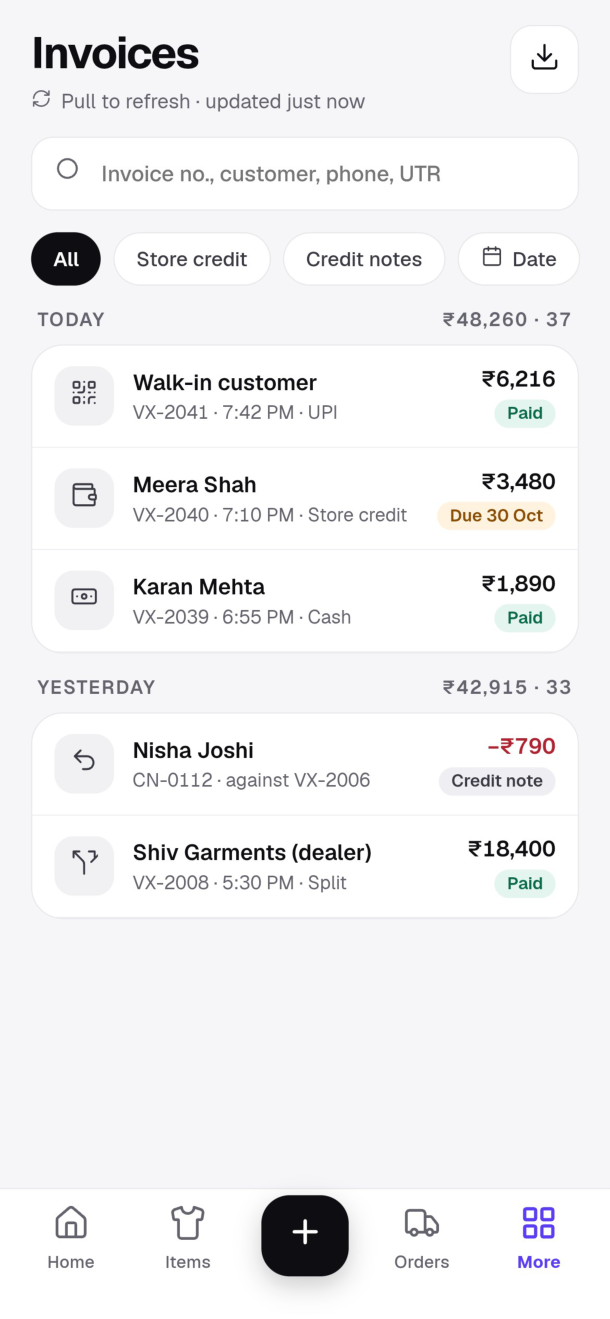 Invoices
Pull to refresh · updated just now
Invoice no., customer, phone, UTR
All Store credit Credit notes Date
TODAY ₹48,260 · 37
Walk-in customer ₹6,216
VX-2041 · 7:42 PM · UPI Paid
Meera Shah ₹3,480
VX-2040 · 7:10 PM · Store credit Due 30 Oct
Karan Mehta ₹1,890
VX-2039 · 6:55 PM · Cash Paid
YESTERDAY ₹42,915 · 33
Nisha Joshi −₹790
CN-0112 · against VX-2006 Credit note
Shiv Garments (dealer) ₹18,400
VX-2008 · 5:30 PM · Split Paid
Home Items Orders More